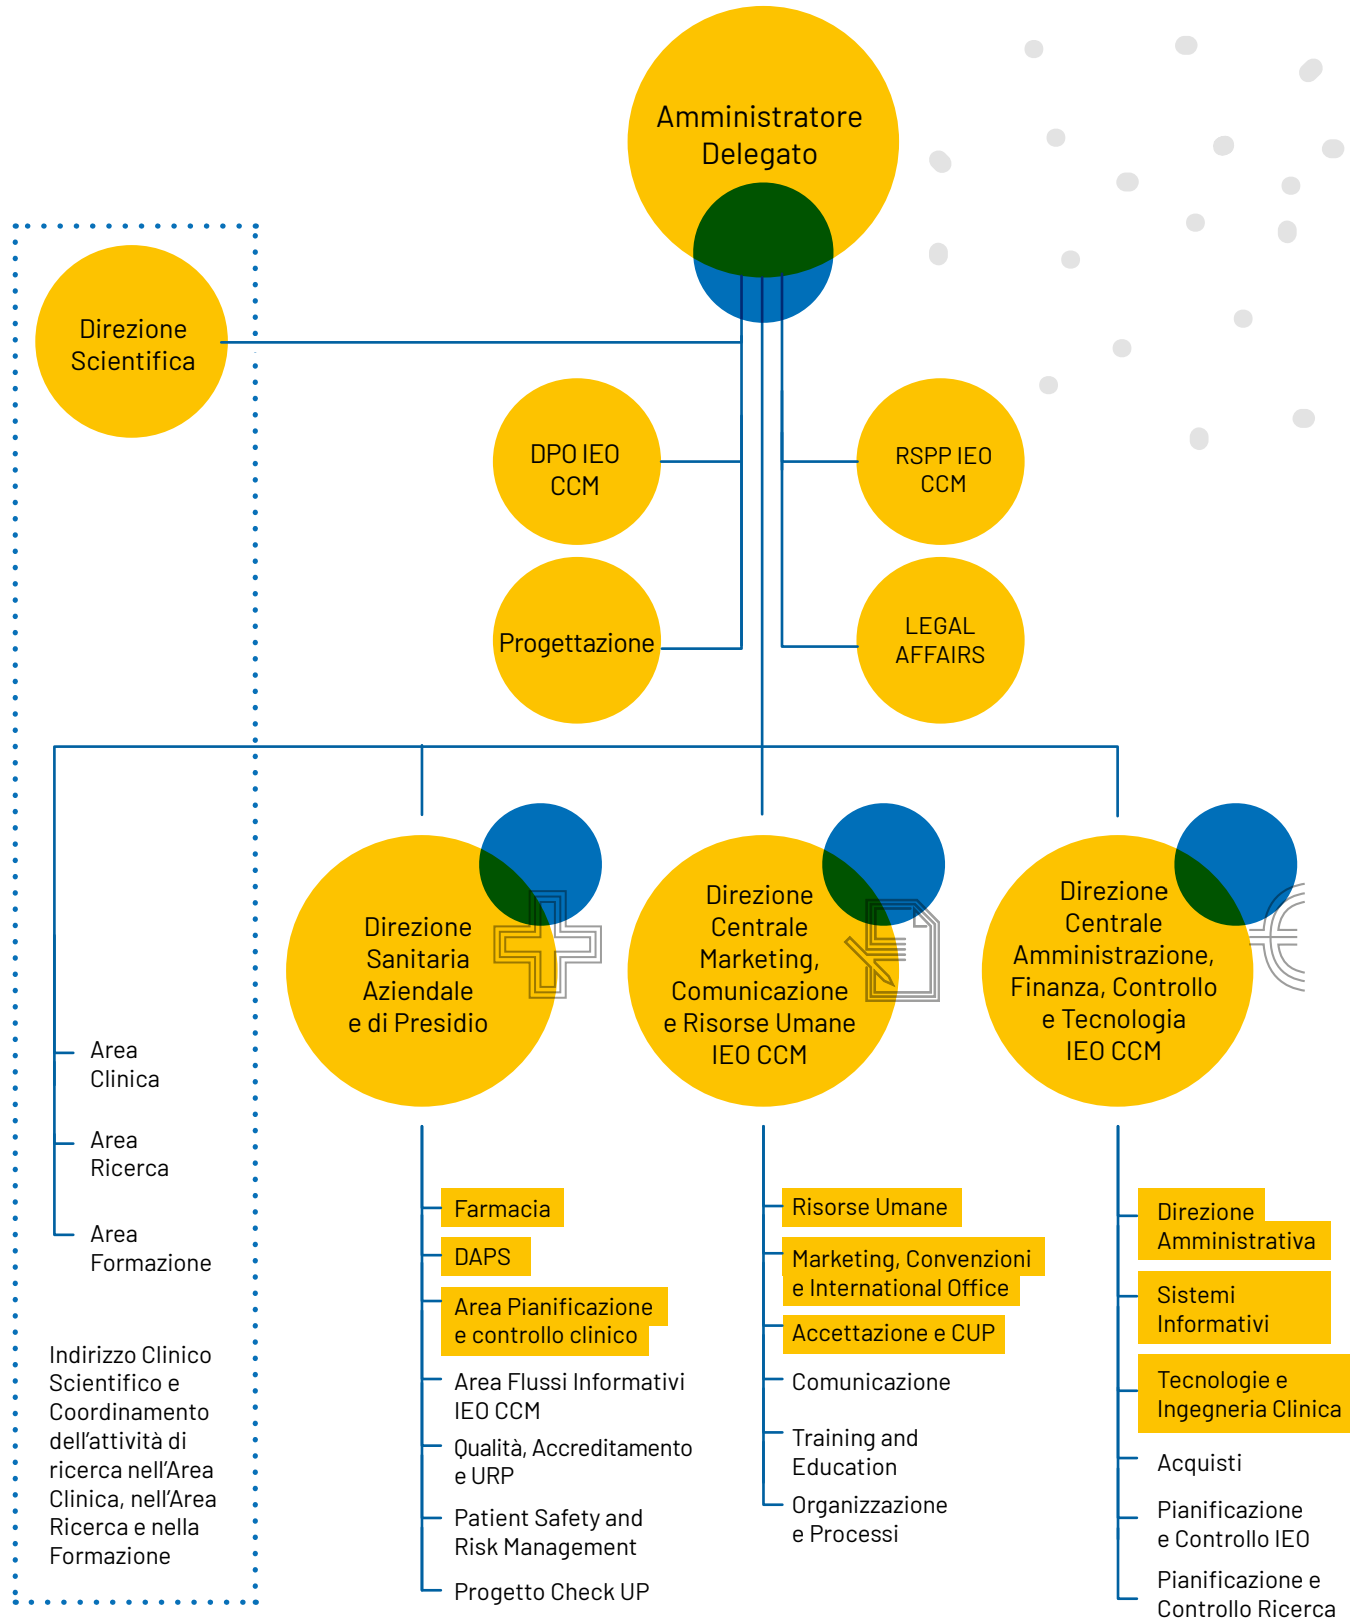 Amministratore
Delegato
Direzione
Scientifica
DPO IEO
CCM
RSPP IEO
CCM
Progettazione
LEGAL
AFFAIRS
Area
Clinica
Area
Ricerca
Area
Formazione
Indirizzo Clinico
Scientifico e
Coordinamento
dell'attività di
ricerca nell'Area
Clinica, nell'Area
Ricerca e nella
Formazione
Direzione
Sanitaria
Aziendale
e di Presidio
Farmacia
DAPS
Area Pianificazione
e controllo clinico
Area Flussi Informativi
IEO CCM
Qualità, Accreditamento
e URP
Patient Safety and
Risk Management
Progetto Check UP
Direzione
Centrale
Marketing,
Comunicazione
e Risorse Umane
IEO CCM
Risorse Umane
Marketing, Convenzioni
e International Office
Accettazione e CUP
Comunicazione
Training and
Education
Organizzazione
e Processi
Direzione
Centrale
Amministrazione,
Finanza, Controllo
e Tecnologia
IEO CCM
Direzione
Amministrativa
Sistemi
Informativi
Tecnologie e
Ingegneria Clinica
Acquisti
Pianificazione
e Controllo IEO
Pianificazione e
Controllo Ricerca